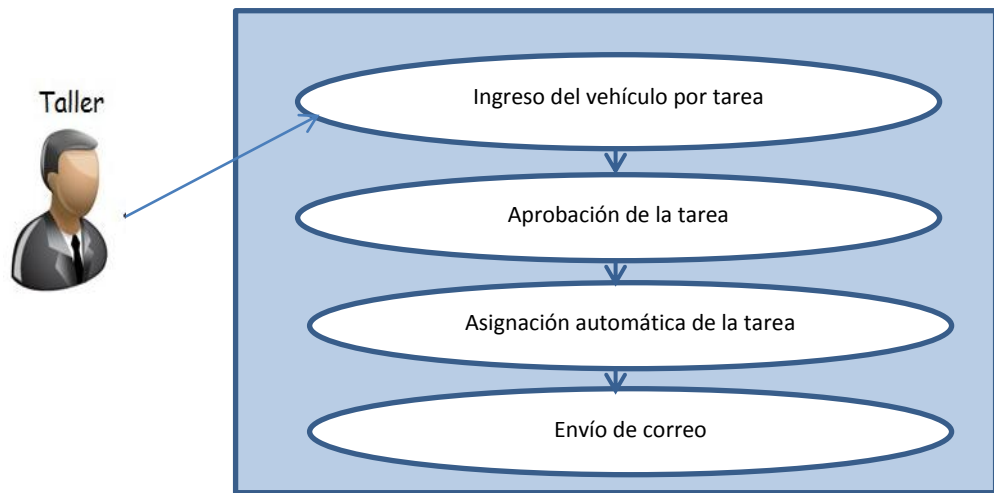 Taller
Ingreso del vehículo por tarea
Aprobación de la tarea
Asignación automática de la tarea
Envío de correo